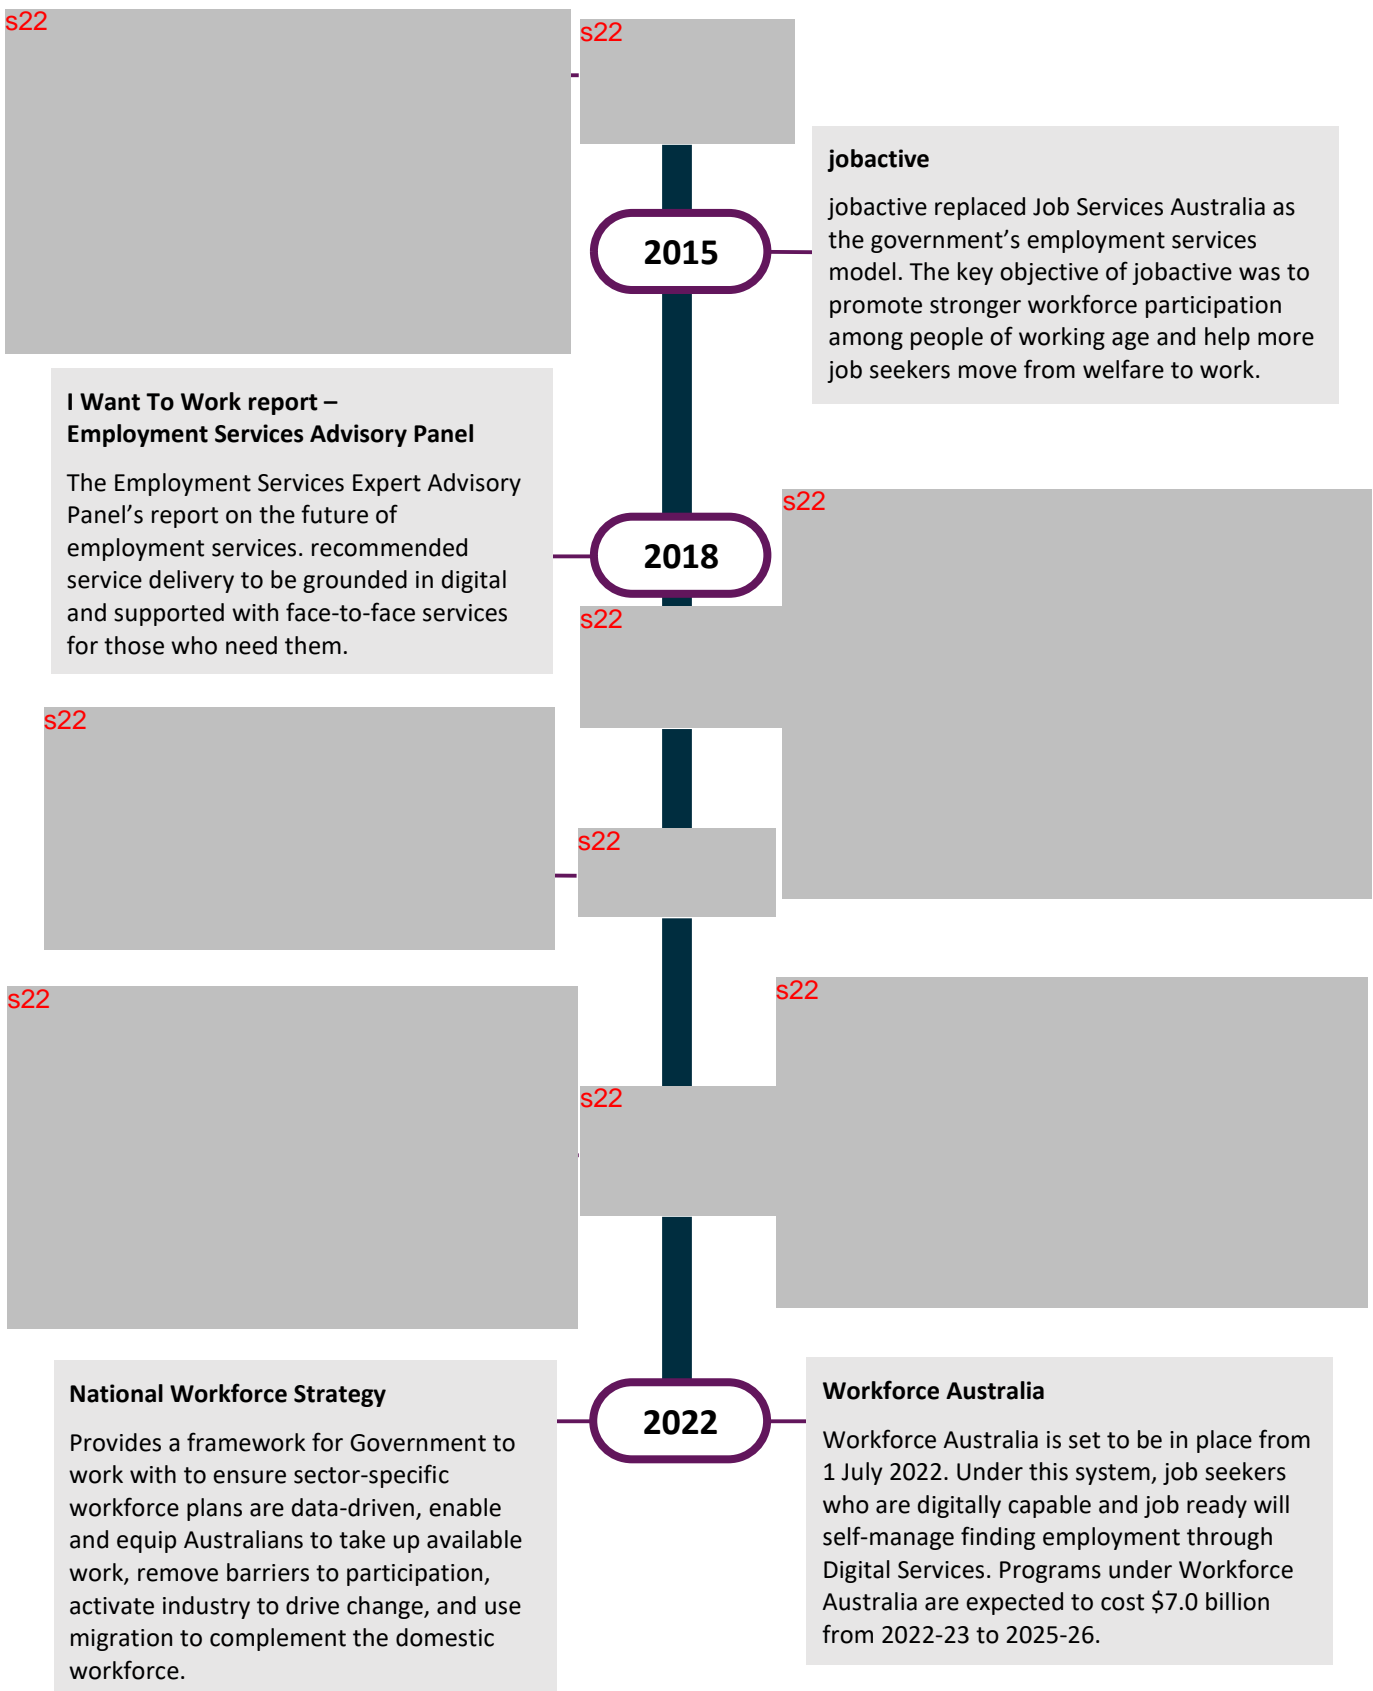 s22
s22
jobactive
jobactive replaced Job Services Australia as
the government’s employment services
model. The key objective of jobactive was to
promote stronger workforce participation
among people of working age and help more
job seekers move from welfare to work.
2015
I Want To Work report –
Employment Services Advisory Panel
The Employment Services Expert Advisory
Panel’s report on the future of
employment services. recommended
service delivery to be grounded in digital
and supported with face-to-face services
for those who need them.
2018
s22
s22
s22
s22
s22
s22
s22
National Workforce Strategy
Provides a framework for Government to
work with to ensure sector-specific
workforce plans are data-driven, enable
and equip Australians to take up available
work, remove barriers to participation,
activate industry to drive change, and use
migration to complement the domestic
workforce.
2022
Workforce Australia
Workforce Australia is set to be in place from
1 July 2022. Under this system, job seekers
who are digitally capable and job ready will
self-manage finding employment through
Digital Services. Programs under Workforce
Australia are expected to cost $7.0 billion
from 2022-23 to 2025-26.